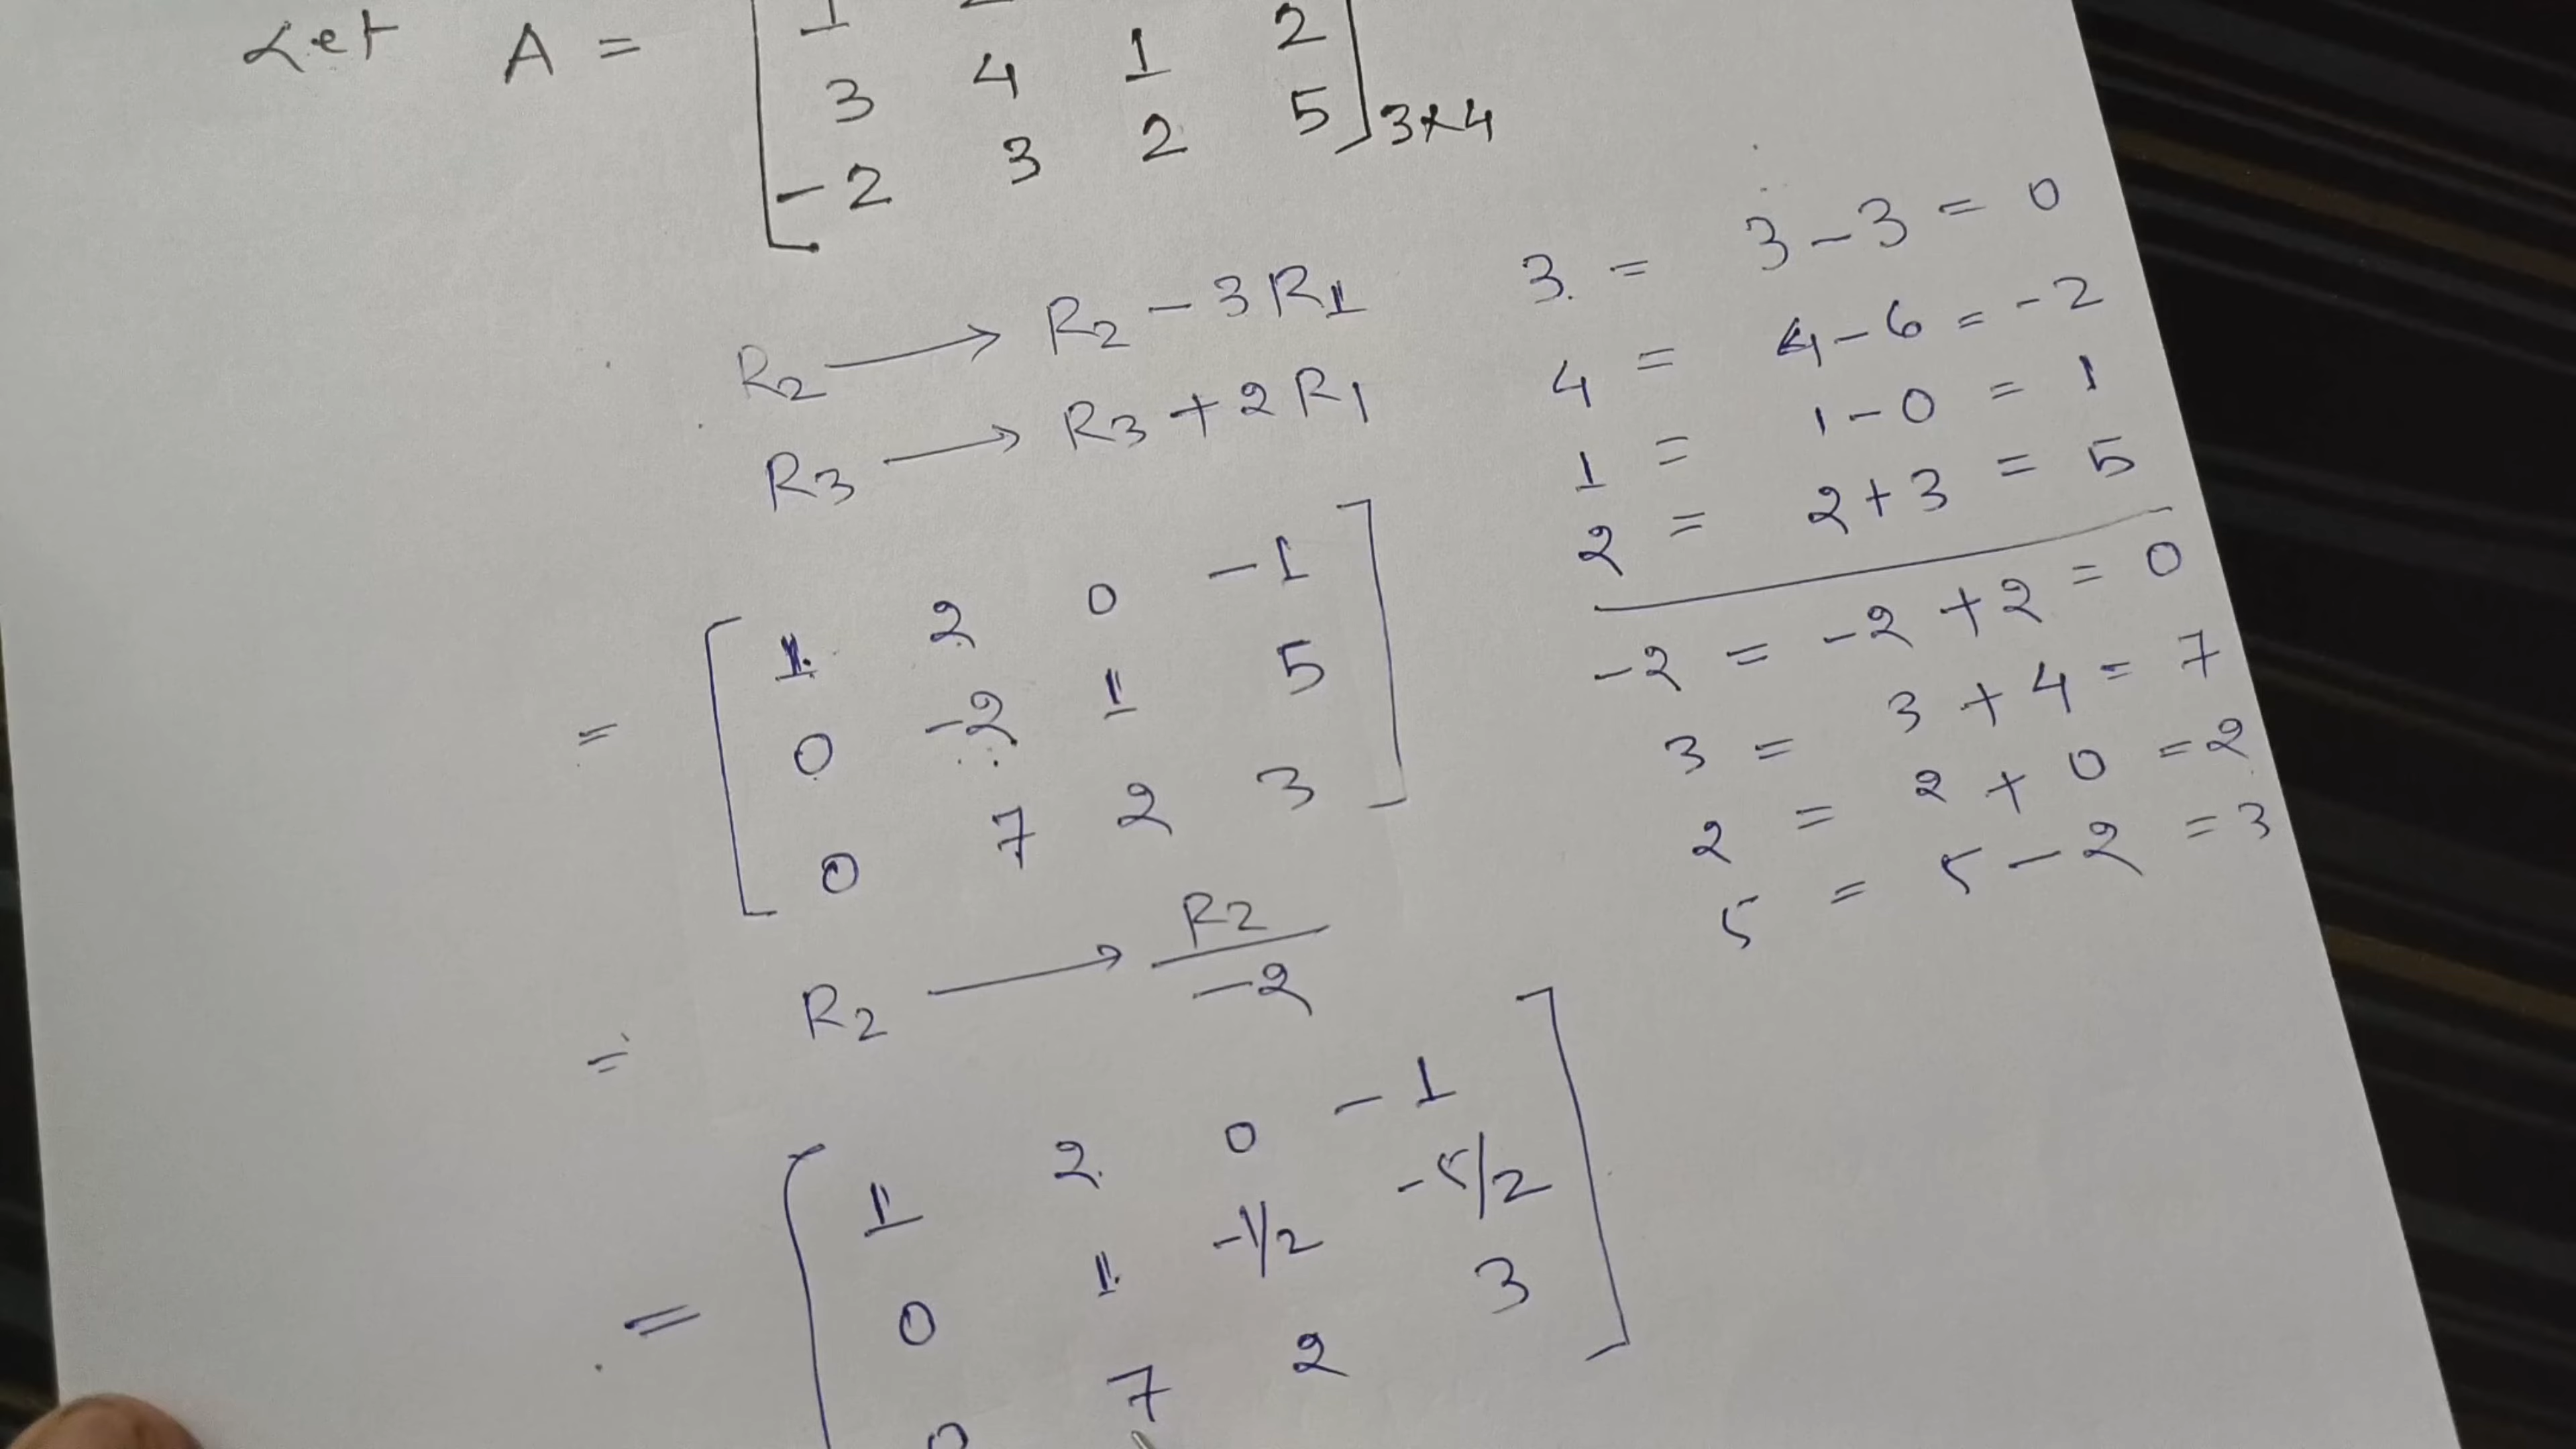 Let A = [ 1
3 4 1 2
-2 3 2 5 ]3×4
R2 → R2 - 3R1
R3 → R3 + 2R1
3 = 3 - 3 = 0
4 = 4 - 6 = -2
1 = 1 - 0 = 1
2 = 2 + 3 = 5
-2 = -2 + 2 = 0
3 = 3 + 4 = 7
2 = 2 + 0 = 2
5 = 5 - 2 = 3
= [ 1 2 0 -1
0 -2 1 5
0 7 2 3 ]
R2 → R2/-2
=
= [ 1 2 0 -1
0 1 -1/2 -5/2
0 7 2 3 ]